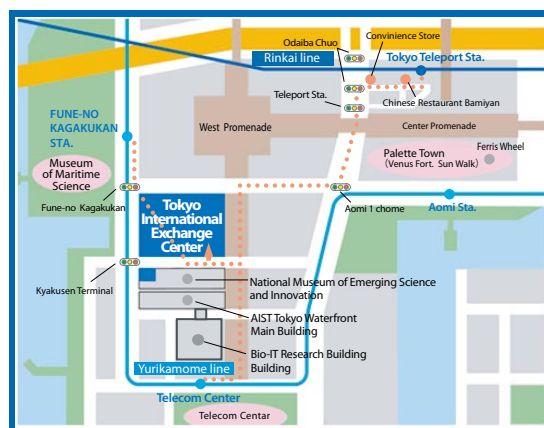 Odaiba Chuo
Convinience Store
Rinkai line
Tokyo Teleport Sta.
Teleport Sta.
Chinese Restaurant Bamiyan
FUNE-NO
KAGAKUKAN
STA.
West Promenade
Center Promenade
Ferris Wheel
Palette Town
(Venus Fort. Sun Walk)
Museum
of Maritime
Science
Fune-no Kagakukan
Tokyo
International
Exchange
Center
Aomi 1 chome
Aomi Sta.
Kyakusen Terminal
National Museum of Emerging Science
and Innovation
AIST Tokyo Waterfront
Main Building
Bio-IT Research Building
Building
Yurikamome line
Telecom Center
Telecom Centar